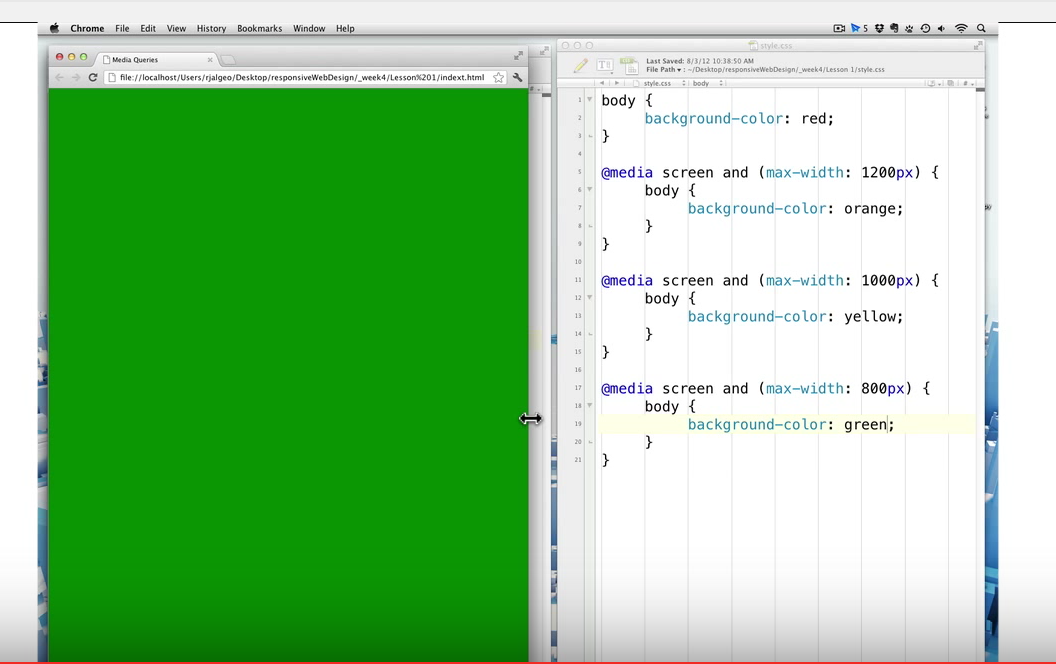 Chrome File Edit View History Bookmarks Window Help 5
Media Queries
file://localhost/Users/rjalgeo/Desktop/responsiveWebDesign/_week4/Lesson%201/indext.html
style.css
Last Saved: 8/3/12 10:38:50 AM
File Path ▾ : ~/Desktop/responsiveWebDesign/_week4/Lesson 1/style.css
style.css body
1 body {
2 background-color: red;
3 }
4
5 @media screen and (max-width: 1200px) {
6 body {
7 background-color: orange;
8 }
9 }
10
11 @media screen and (max-width: 1000px) {
12 body {
13 background-color: yellow;
14 }
15 }
16
17 @media screen and (max-width: 800px) {
18 body {
19 background-color: green;
20 }
21 }